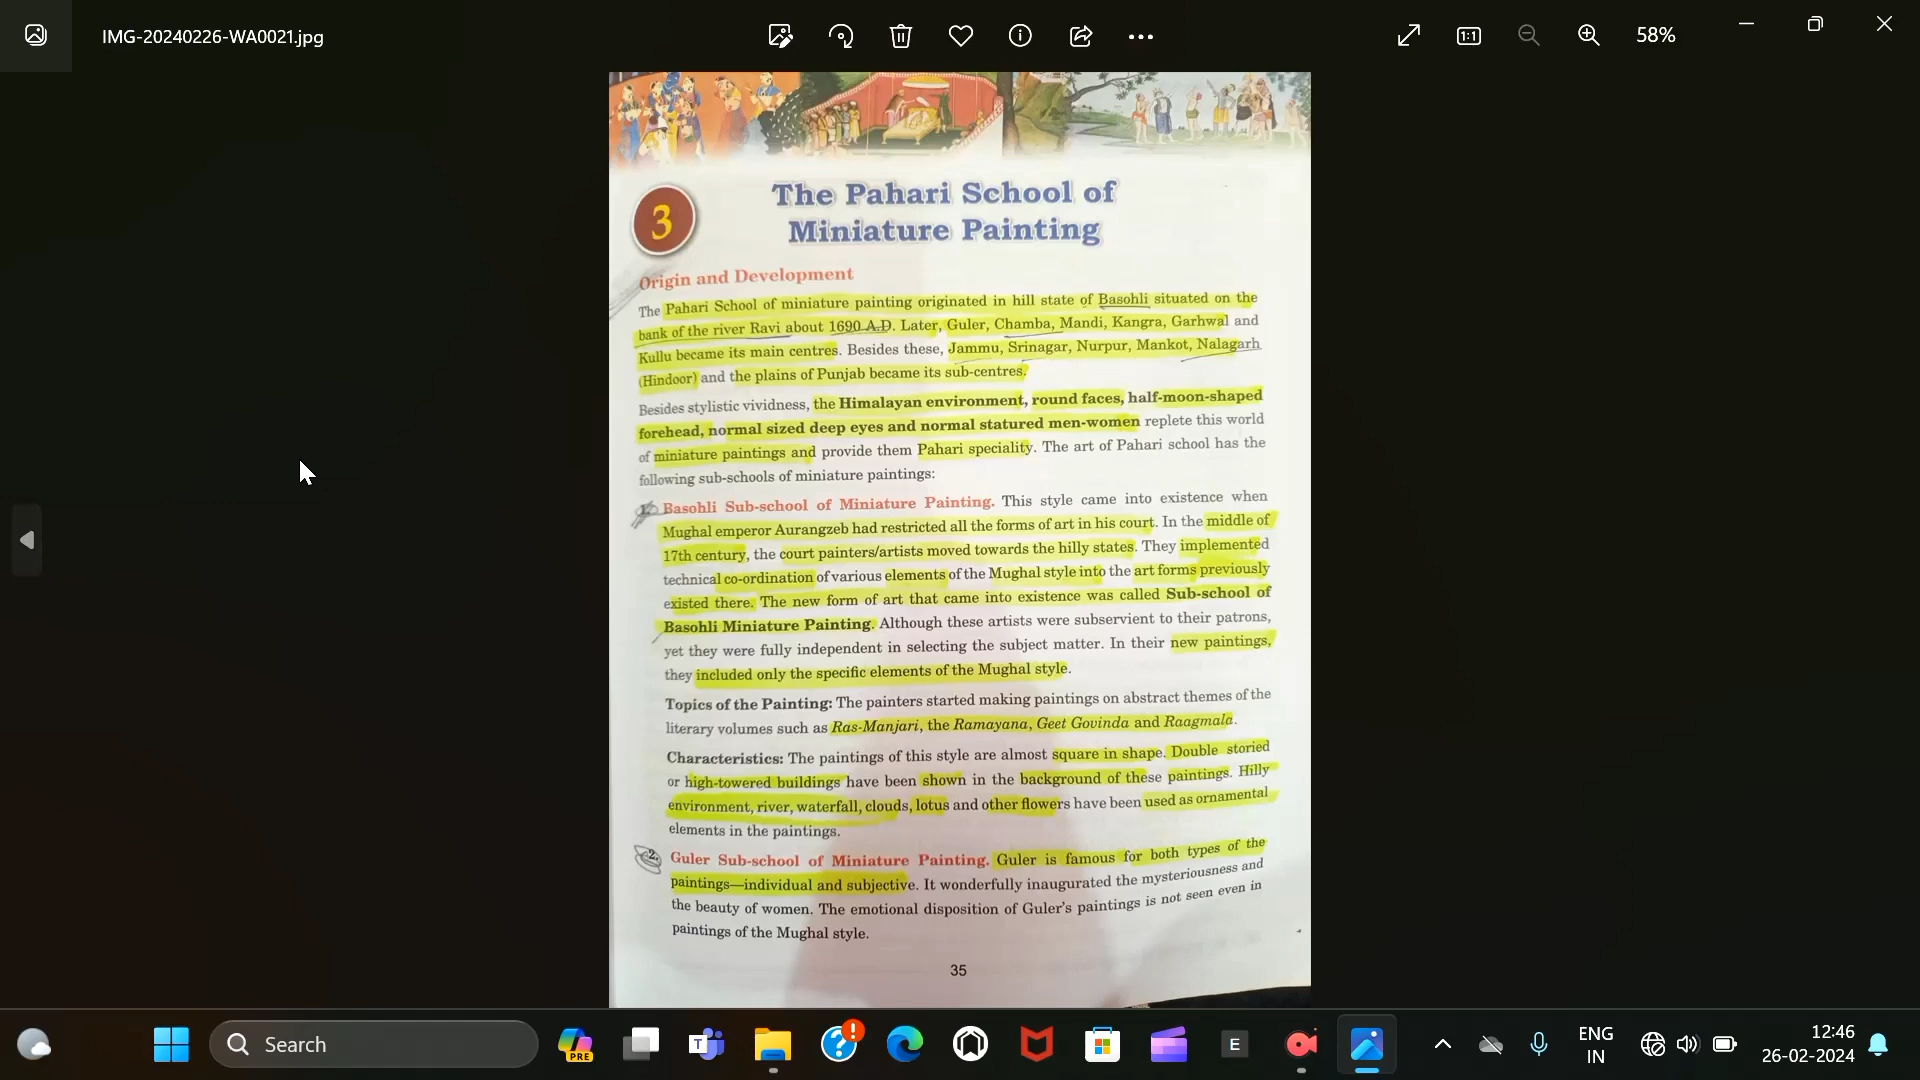 IMG-20240226-WA0021.jpg
58%
3
The Pahari School of
Miniature Painting
Origin and Development
The Pahari School of miniature painting originated in hill state of Basohli situated on the
bank of the river Ravi about 1690 A.D. Later, Guler, Chamba, Mandi, Kangra, Garhwal and
Kullu became its main centres. Besides these, Jammu, Srinagar, Nurpur, Mankot, Nalagarh
(Hindoor) and the plains of Punjab became its sub-centres.
Besides stylistic vividness, the Himalayan environment, round faces, half-moon-shaped
forehead, normal sized deep eyes and normal statured men-women replete this world
of miniature paintings and provide them Pahari speciality. The art of Pahari school has the
following sub-schools of miniature paintings:
1. Basohli Sub-school of Miniature Painting. This style came into existence when
Mughal emperor Aurangzeb had restricted all the forms of art in his court. In the middle of
17th century, the court painters/artists moved towards the hilly states. They implemented
technical co-ordination of various elements of the Mughal style into the art forms previously
existed there. The new form of art that came into existence was called Sub-school of
Basohli Miniature Painting. Although these artists were subservient to their patrons,
yet they were fully independent in selecting the subject matter. In their new paintings,
they included only the specific elements of the Mughal style.
Topics of the Painting: The painters started making paintings on abstract themes of the
literary volumes such as Ras-Manjari, the Ramayana, Geet Govinda and Raagmala.
Characteristics: The paintings of this style are almost square in shape. Double storied
or high-towered buildings have been shown in the background of these paintings. Hilly
environment, river, waterfall, clouds, lotus and other flowers have been used as ornamental
elements in the paintings.
2. Guler Sub-school of Miniature Painting. Guler is famous for both types of the
paintings—individual and subjective. It wonderfully inaugurated the mysteriousness and
the beauty of women. The emotional disposition of Guler's paintings is not seen even in
paintings of the Mughal style.
35
Search
PRE
T
E
ENG
IN
12:46
26-02-2024